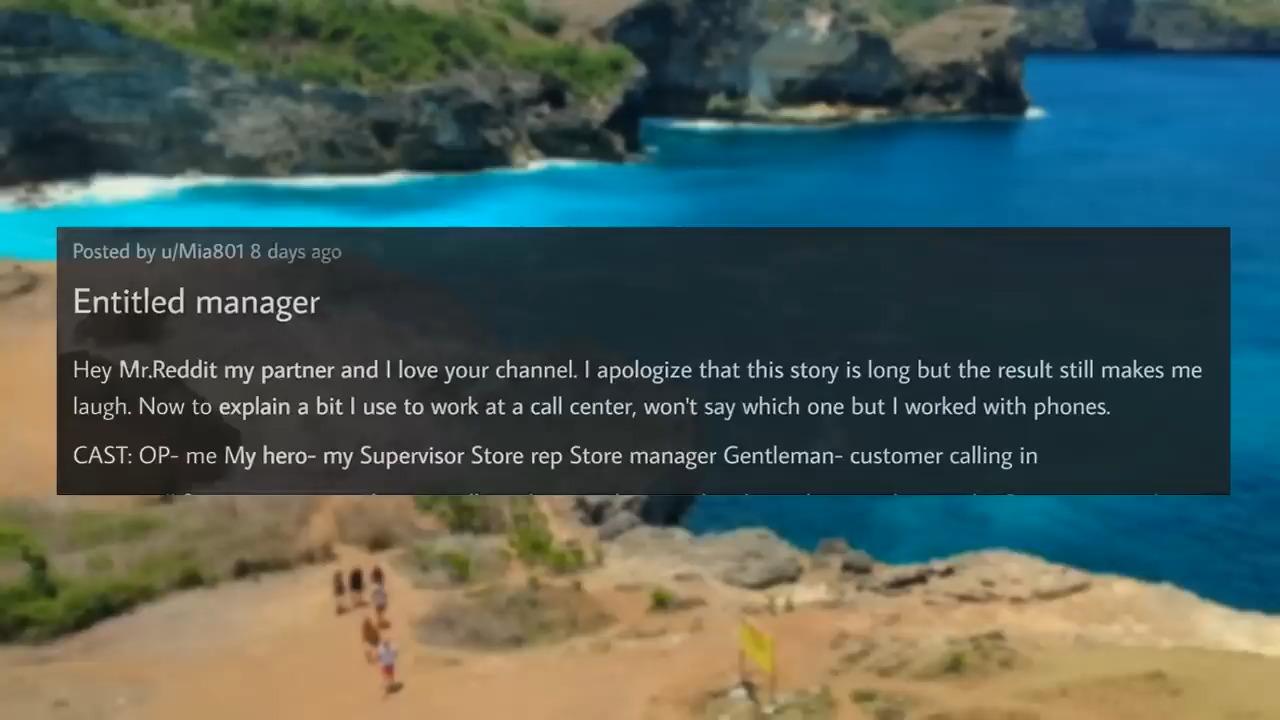 Posted by u/Mia801 8 days ago
Entitled manager
Hey Mr.Reddit my partner and I love your channel. I apologize that this story is long but the result still makes me
laugh. Now to explain a bit I use to work at a call center, won't say which one but I worked with phones.
CAST: OP- me My hero- my Supervisor Store rep Store manager Gentleman- customer calling in